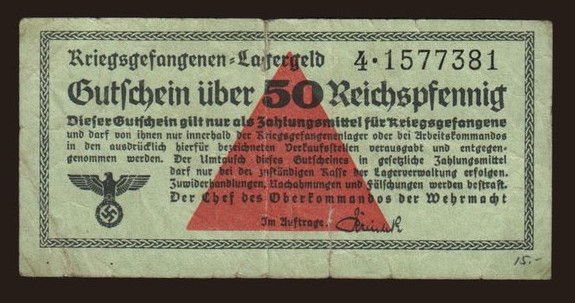 Kriegsgefangenen-Lagergeld 4·1577381
Gutschein über 50 Reichspfennig
Dieser Gutschein gilt nur als Zahlungsmittel für Kriegsgefangene
und darf von ihnen nur innerhalb der Kriegsgefangenenlager oder bei Arbeitskommandos
in den ausdrücklich hierfür bezeichneten Verkaufsstellen verausgabt und entgegen-
genommen werden. Der Umtausch dieses Gutscheines in gesetzliche Zahlungsmittel
darf nur bei der zuständigen Kasse der Lagerverwaltung erfolgen.
Zuwiderhandlungen, Nachahmungen und Fälschungen werden bestraft.
Der Chef des Oberkommandos der Wehrmacht
Im Auftrage:
15.-